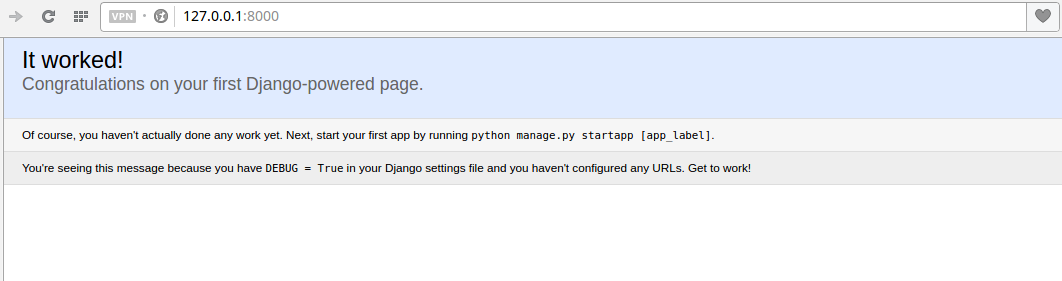 VPN 127.0.0.1:8000
It worked!
Congratulations on your first Django-powered page.
Of course, you haven't actually done any work yet. Next, start your first app by running python manage.py startapp [app_label].
You're seeing this message because you have DEBUG = True in your Django settings file and you haven't configured any URLs. Get to work!